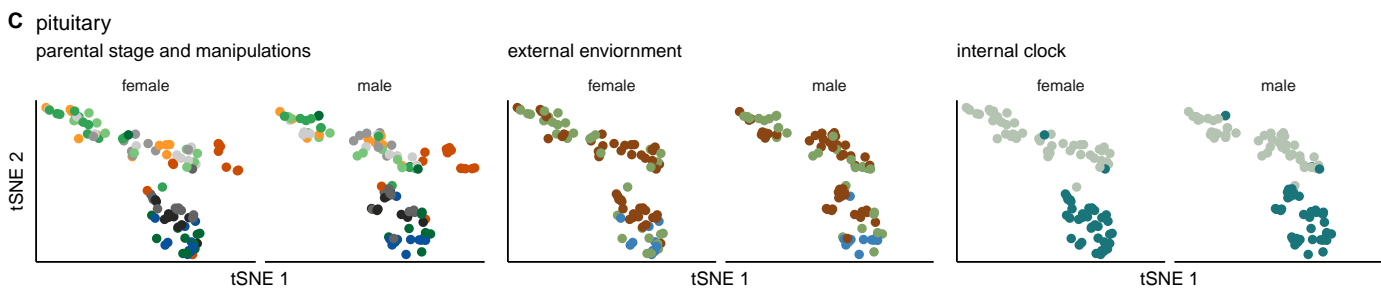 C pituitary
parental stage and manipulations
external enviornment
internal clock
female
male
female
male
female
male
tSNE 2
tSNE 1
tSNE 1
tSNE 1